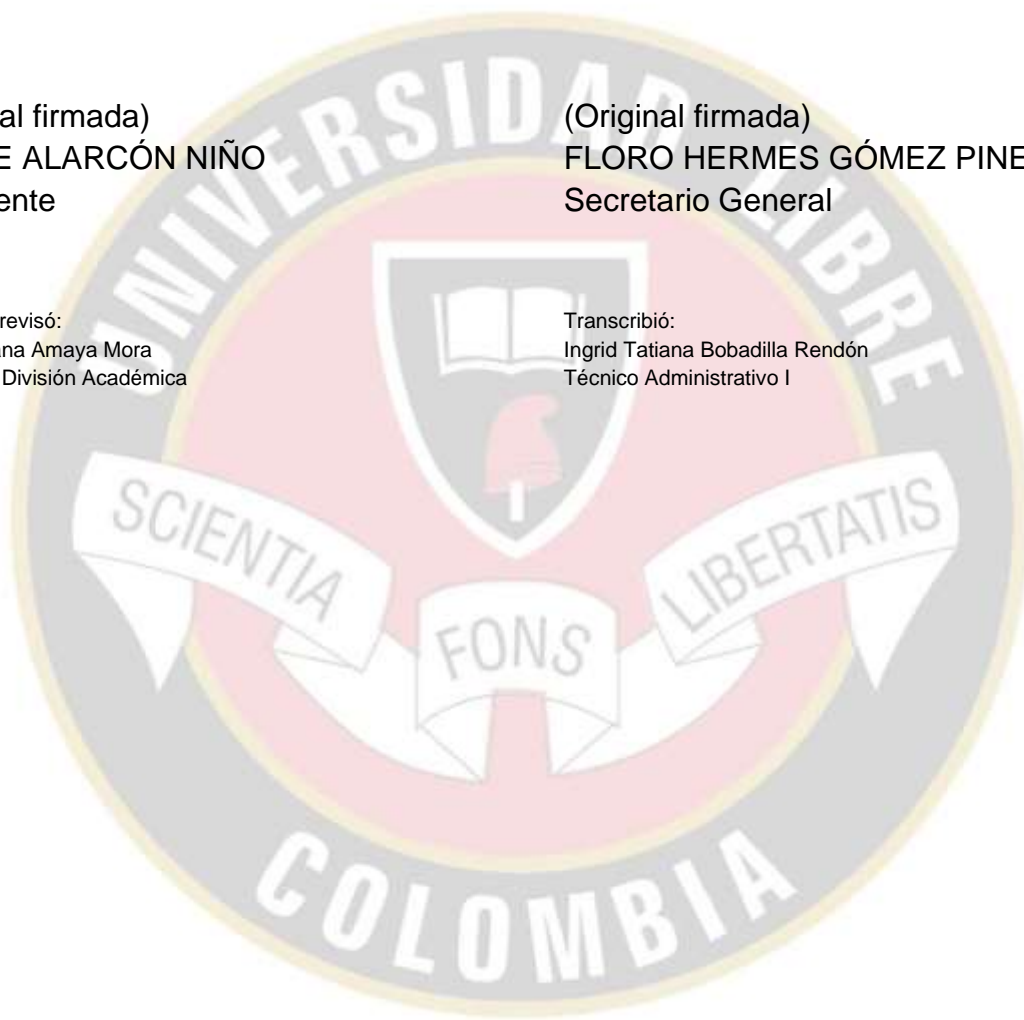 al firmada)
E ALARCÓN NIÑO
ente
(Original firmada)
FLORO HERMES GÓMEZ PINE
Secretario General
revisó:
ana Amaya Mora
División Académica
Transcribió:
Ingrid Tatiana Bobadilla Rendón
Técnico Administrativo I
UNIVERSIDAD LIBRE
SCIENTIA
FONS
LIBERTATIS
COLOMBIA